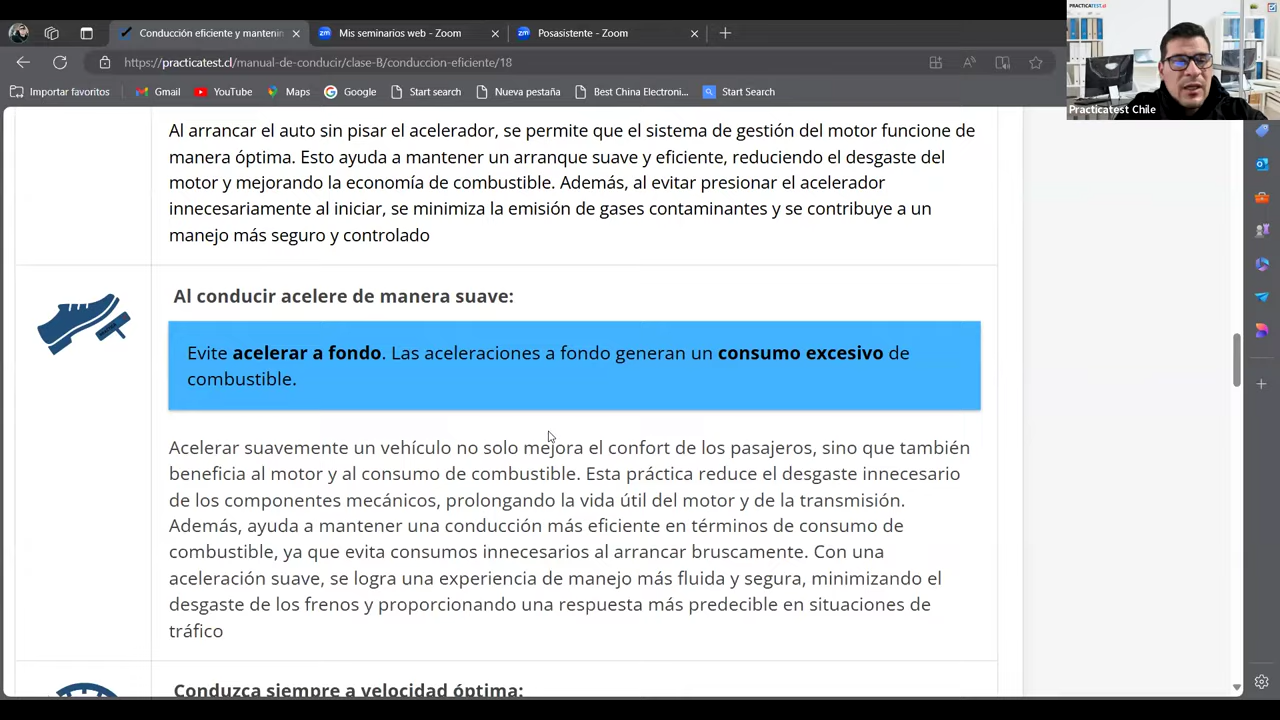 PRACTICATEST.cl
Conducción eficiente y mantenin
Mis seminarios web - Zoom
Posasistente - Zoom
https://practicatest.cl/manual-de-conducir/clase-B/conduccion-eficiente/18
Practicatest Chile
Importar favoritos
Gmail
YouTube
Maps
Google
Start search
Nueva pestaña
Best China Electroni...
Start Search
Al arrancar el auto sin pisar el acelerador, se permite que el sistema de gestión del motor funcione de
manera óptima. Esto ayuda a mantener un arranque suave y eficiente, reduciendo el desgaste del
motor y mejorando la economía de combustible. Además, al evitar presionar el acelerador
innecesariamente al iniciar, se minimiza la emisión de gases contaminantes y se contribuye a un
manejo más seguro y controlado
Al conducir acelere de manera suave:
Evite acelerar a fondo. Las aceleraciones a fondo generan un consumo excesivo de
combustible.
Acelerar suavemente un vehículo no solo mejora el confort de los pasajeros, sino que también
beneficia al motor y al consumo de combustible. Esta práctica reduce el desgaste innecesario
de los componentes mecánicos, prolongando la vida útil del motor y de la transmisión.
Además, ayuda a mantener una conducción más eficiente en términos de consumo de
combustible, ya que evita consumos innecesarios al arrancar bruscamente. Con una
aceleración suave, se logra una experiencia de manejo más fluida y segura, minimizando el
desgaste de los frenos y proporcionando una respuesta más predecible en situaciones de
tráfico
Conduzca siempre a velocidad óptima: